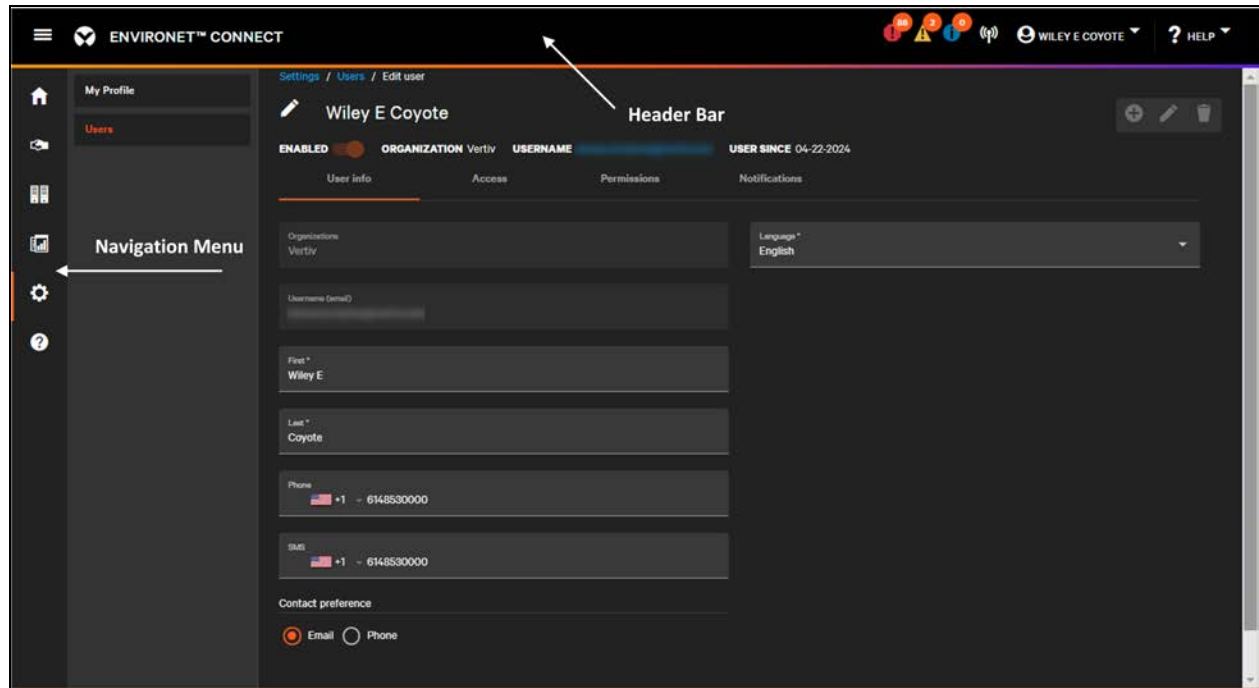 ENVIRONET™ CONNECT
88
2
0
WILEY E COYOTE
? HELP
Settings / Users / Edit user
My Profile
Wiley E Coyote
Header Bar
Users
ENABLED ORGANIZATION Vertiv USERNAME USER SINCE 04-22-2024
User info Access Permissions Notifications
Navigation Menu
Organizations
Vertiv
Language *
English
Username (email)
First *
Wiley E
Last *
Coyote
Phone
+1 - 6148530000
SMS
+1 - 6148530000
Contact preference
Email Phone